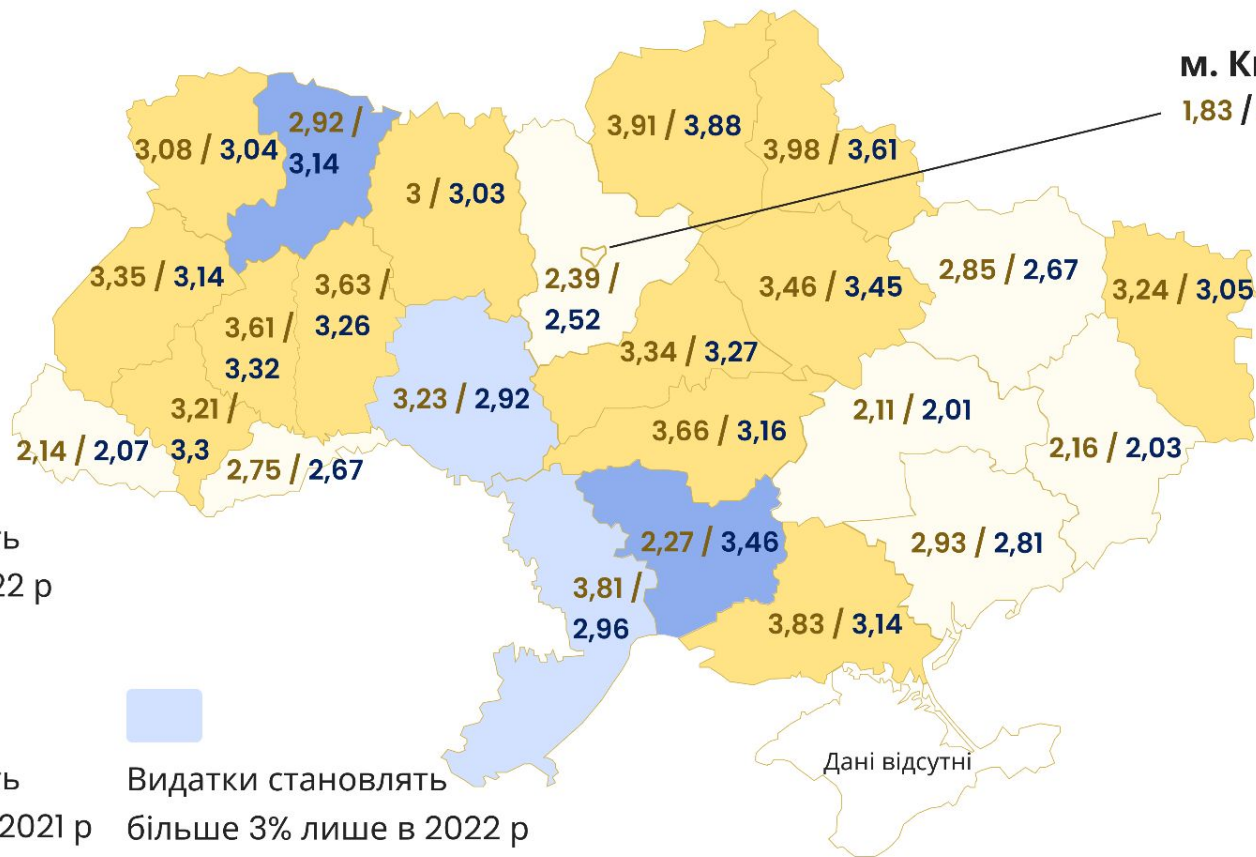 м. К
1,83 /
3,91 / 3,88
2,92 /
3,14
3,08 / 3,04
3,98 / 3,61
3 / 3,03
3,35 / 3,14
3,63 /
3,26
2,39 /
2,52
3,46 / 3,45
2,85 / 2,67
3,24 / 3,05
3,61 /
3,32
3,34 / 3,27
3,23 / 2,92
2,11 / 2,01
3,21 /
3,3
3,66 / 3,16
2,14 / 2,07
2,75 / 2,67
2,16 / 2,03
2,27 / 3,46
2,93 / 2,81
3,81 /
2,96
3,83 / 3,14
ть
22 р
Дані відсутні
ть
2021 р
Видатки становлять
більше 3% лише в 2022 р